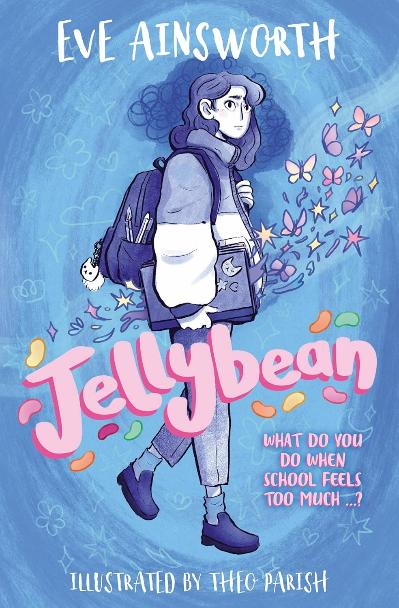 EVE AINSWORTH
Jellybean
WHAT DO YOU
DO WHEN
SCHOOL FEELS
TOO MUCH ...?
ILLUSTRATED BY THEO PARISH